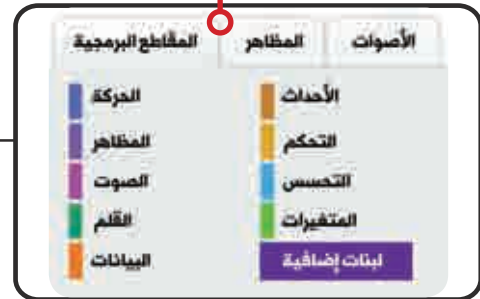 المقاطع البرمجية المظاهر الأصوات
الحركة الأحداث
المظاهر التحكم
الصوت التحسس
القلم المتغيرات
البيانات لبنات إضافية